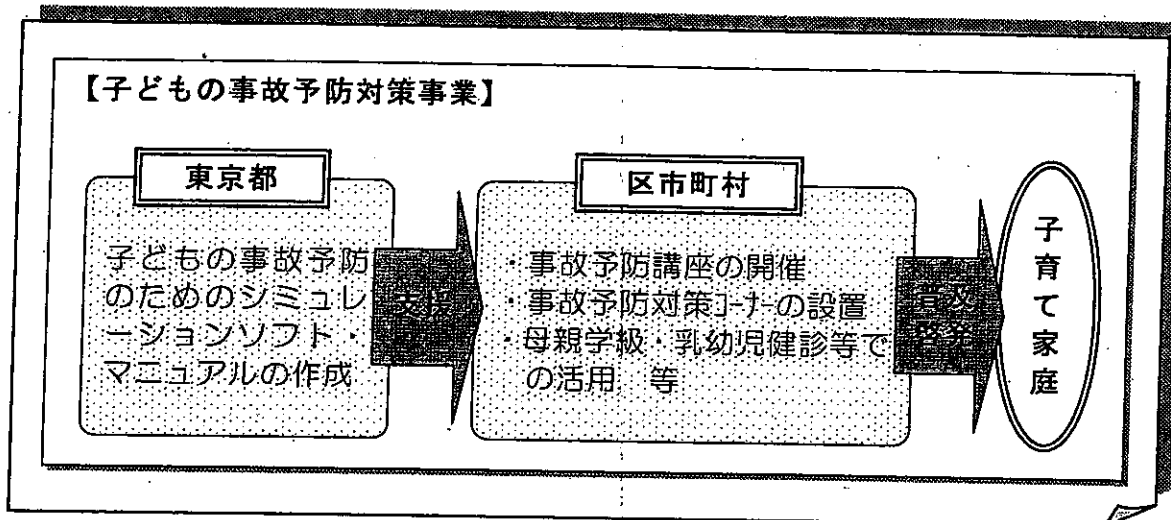 【子どもの事故予防対策事業】
東京都
子どもの事故予防
のためのシミュレ
ーションソフト・
マニュアルの作成
支援
区市町村
・事故予防講座の開催
・事故予防対策コーナーの設置
・母親学級・乳幼児健診等で
の活用 等
普及
啓発
子育て家庭